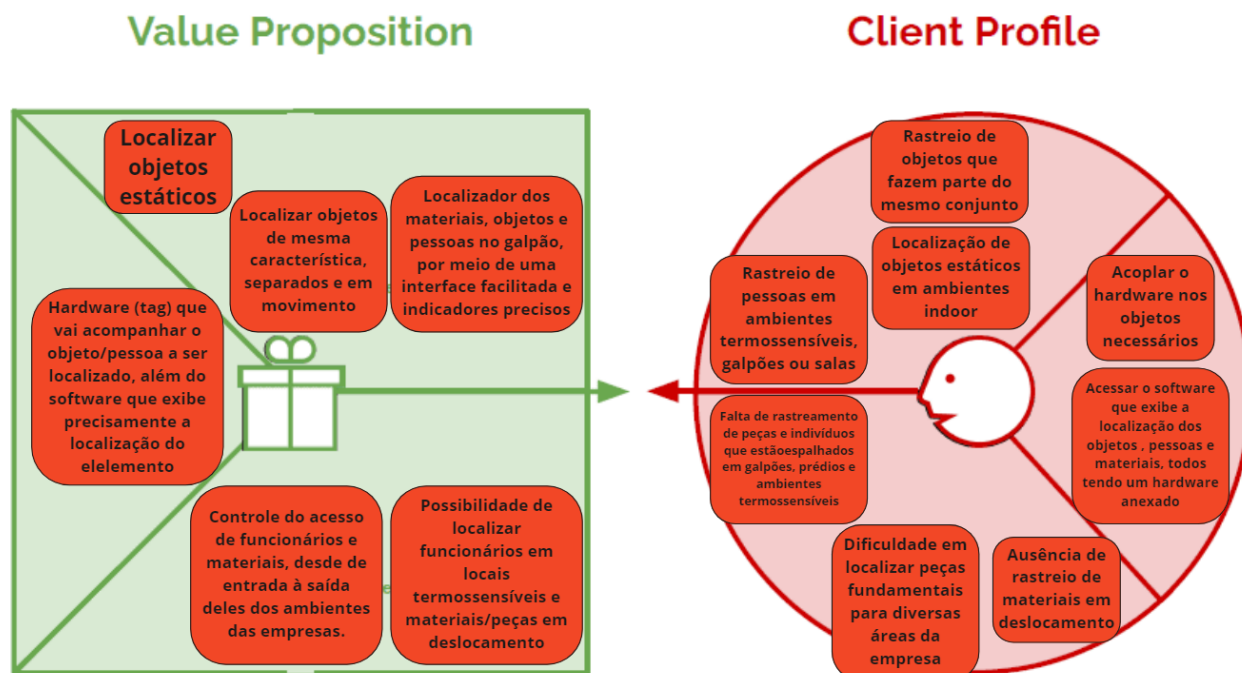 Value Proposition
Localizar
objetos
estáticos
Localizar objetos
de mesma
característica,
separados e em
movimento
Localizador dos
materiais, objetos e
pessoas no galpão,
por meio de uma
interface facilitada e
indicadores precisos
Hardware (tag) que
vai acompanhar o
objeto/pessoa a ser
localizado, além do
software que exibe
precisamente a
localização do
elelemento
Controle do acesso
de funcionários e
materiais, desde de
entrada à saída
deles dos ambientes
das empresas.
Possibilidade de
localizar
funcionários em
locais
termossensíveis e
materiais/peças em
deslocamento
Client Profile
Rastreio de
objetos que
fazem parte do
mesmo conjunto
Localização de
objetos estáticos
em ambientes
indoor
Rastreio de
pessoas em
ambientes
termossensíveis,
galpões ou salas
Acoplar o
hardware nos
objetos
necessários
Acessar o software
que exibe a
localização dos
objetos , pessoas e
materiais, todos
tendo um hardware
anexado
Falta de rastreamento
de peças e indivíduos
que estãoespalhados
em galpões, prédios e
ambientes
termossensíveis
Dificuldade em
localizar peças
fundamentais
para diversas
áreas da
empresa
Ausência de
rastreio de
materiais em
deslocamento